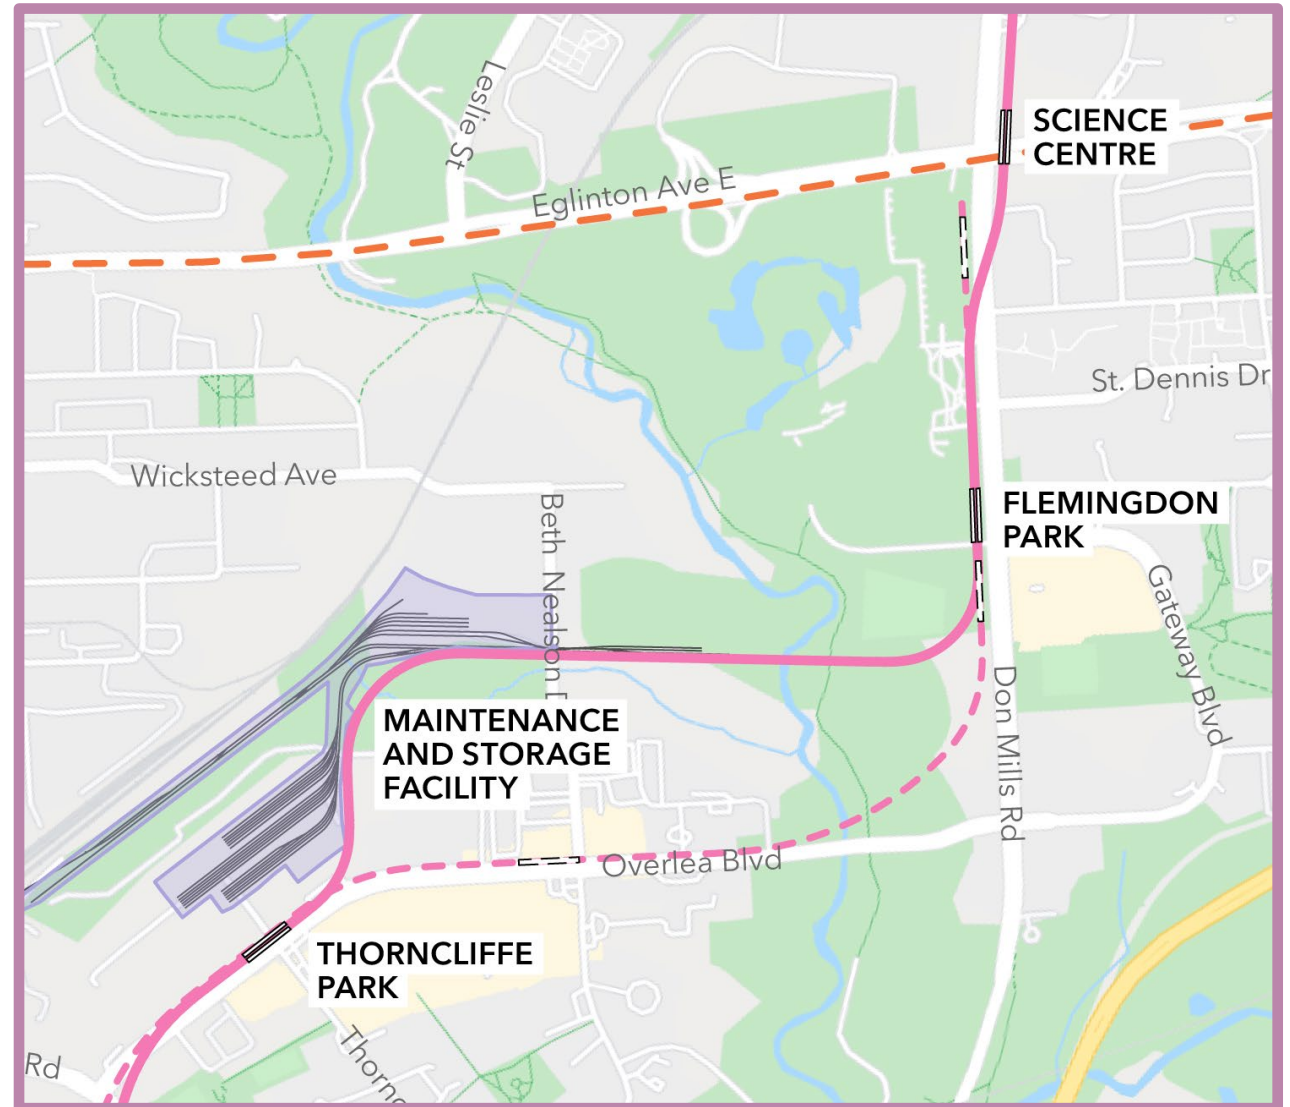 Leslie St
SCIENCE
CENTRE
Eglinton Ave E
St. Dennis Dr
Wicksteed Ave
Beth Nealson D
FLEMINGDON
PARK
Gateway Blvd
Don Mills Rd
MAINTENANCE
AND STORAGE
FACILITY
Overlea Blvd
THORNCLIFFE
PARK
Thornc
Rd